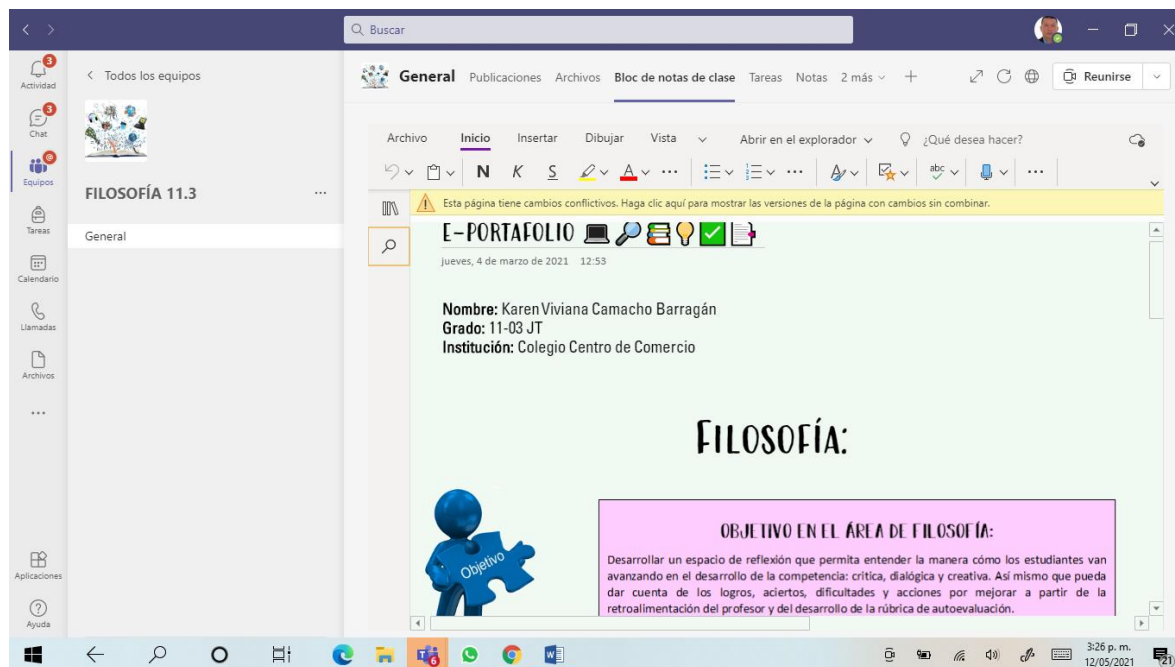 Buscar
3
Actividad
3
Chat
@
Equipos
Tareas
Calendario
Llamadas
Archivos
...
Aplicaciones
Ayuda
Todos los equipos
FILOSOFÍA 11.3 ...
General
General Publicaciones Archivos Bloc de notas de clase Tareas Notas 2 más + Reunirse
Archivo Inicio Insertar Dibujar Vista Abrir en el explorador ¿Qué desea hacer?
N K S A ... abc ...
Esta página tiene cambios conflictivos. Haga clic aquí para mostrar las versiones de la página con cambios sin combinar.
E-PORTAFOLIO
jueves, 4 de marzo de 2021 12:53
Nombre: Karen Viviana Camacho Barragán
Grado: 11-03 JT
Institución: Colegio Centro de Comercio
FILOSOFÍA:
Objetivo
OBJETIVO EN EL ÁREA DE FILOSOFÍA:
Desarrollar un espacio de reflexión que permita entender la manera cómo los estudiantes van
avanzando en el desarrollo de la competencia: critica, dialógica y creativa. Así mismo que pueda
dar cuenta de los logros, aciertos, dificultades y acciones por mejorar a partir de la
retroalimentación del profesor y del desarrollo de la rúbrica de autoevaluación.
3:26 p. m.
12/05/2021